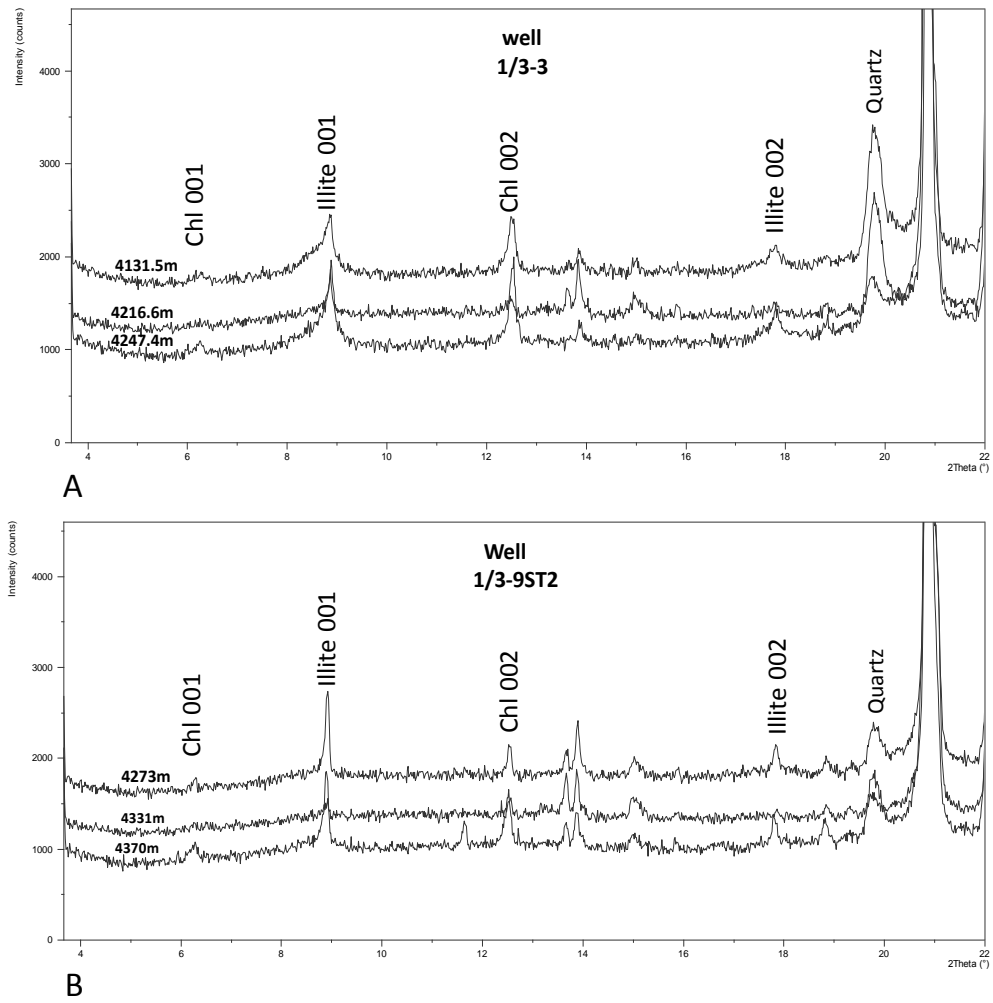 Intensity (counts)
well
1/3-3
4000
3000
2000
1000
0
Chl 001
Illite 001
Chl 002
Illite 002
Quartz
4131.5m
4216.6m
4247.4m
4 6 8 10 12 14 16 18 20 22
2Theta (°)
A
Intensity (counts)
Well
1/3-9ST2
4000
3000
2000
1000
0
Chl 001
Illite 001
Chl 002
Illite 002
Quartz
4273m
4331m
4370m
4 6 8 10 12 14 16 18 20 22
2Theta (°)
B